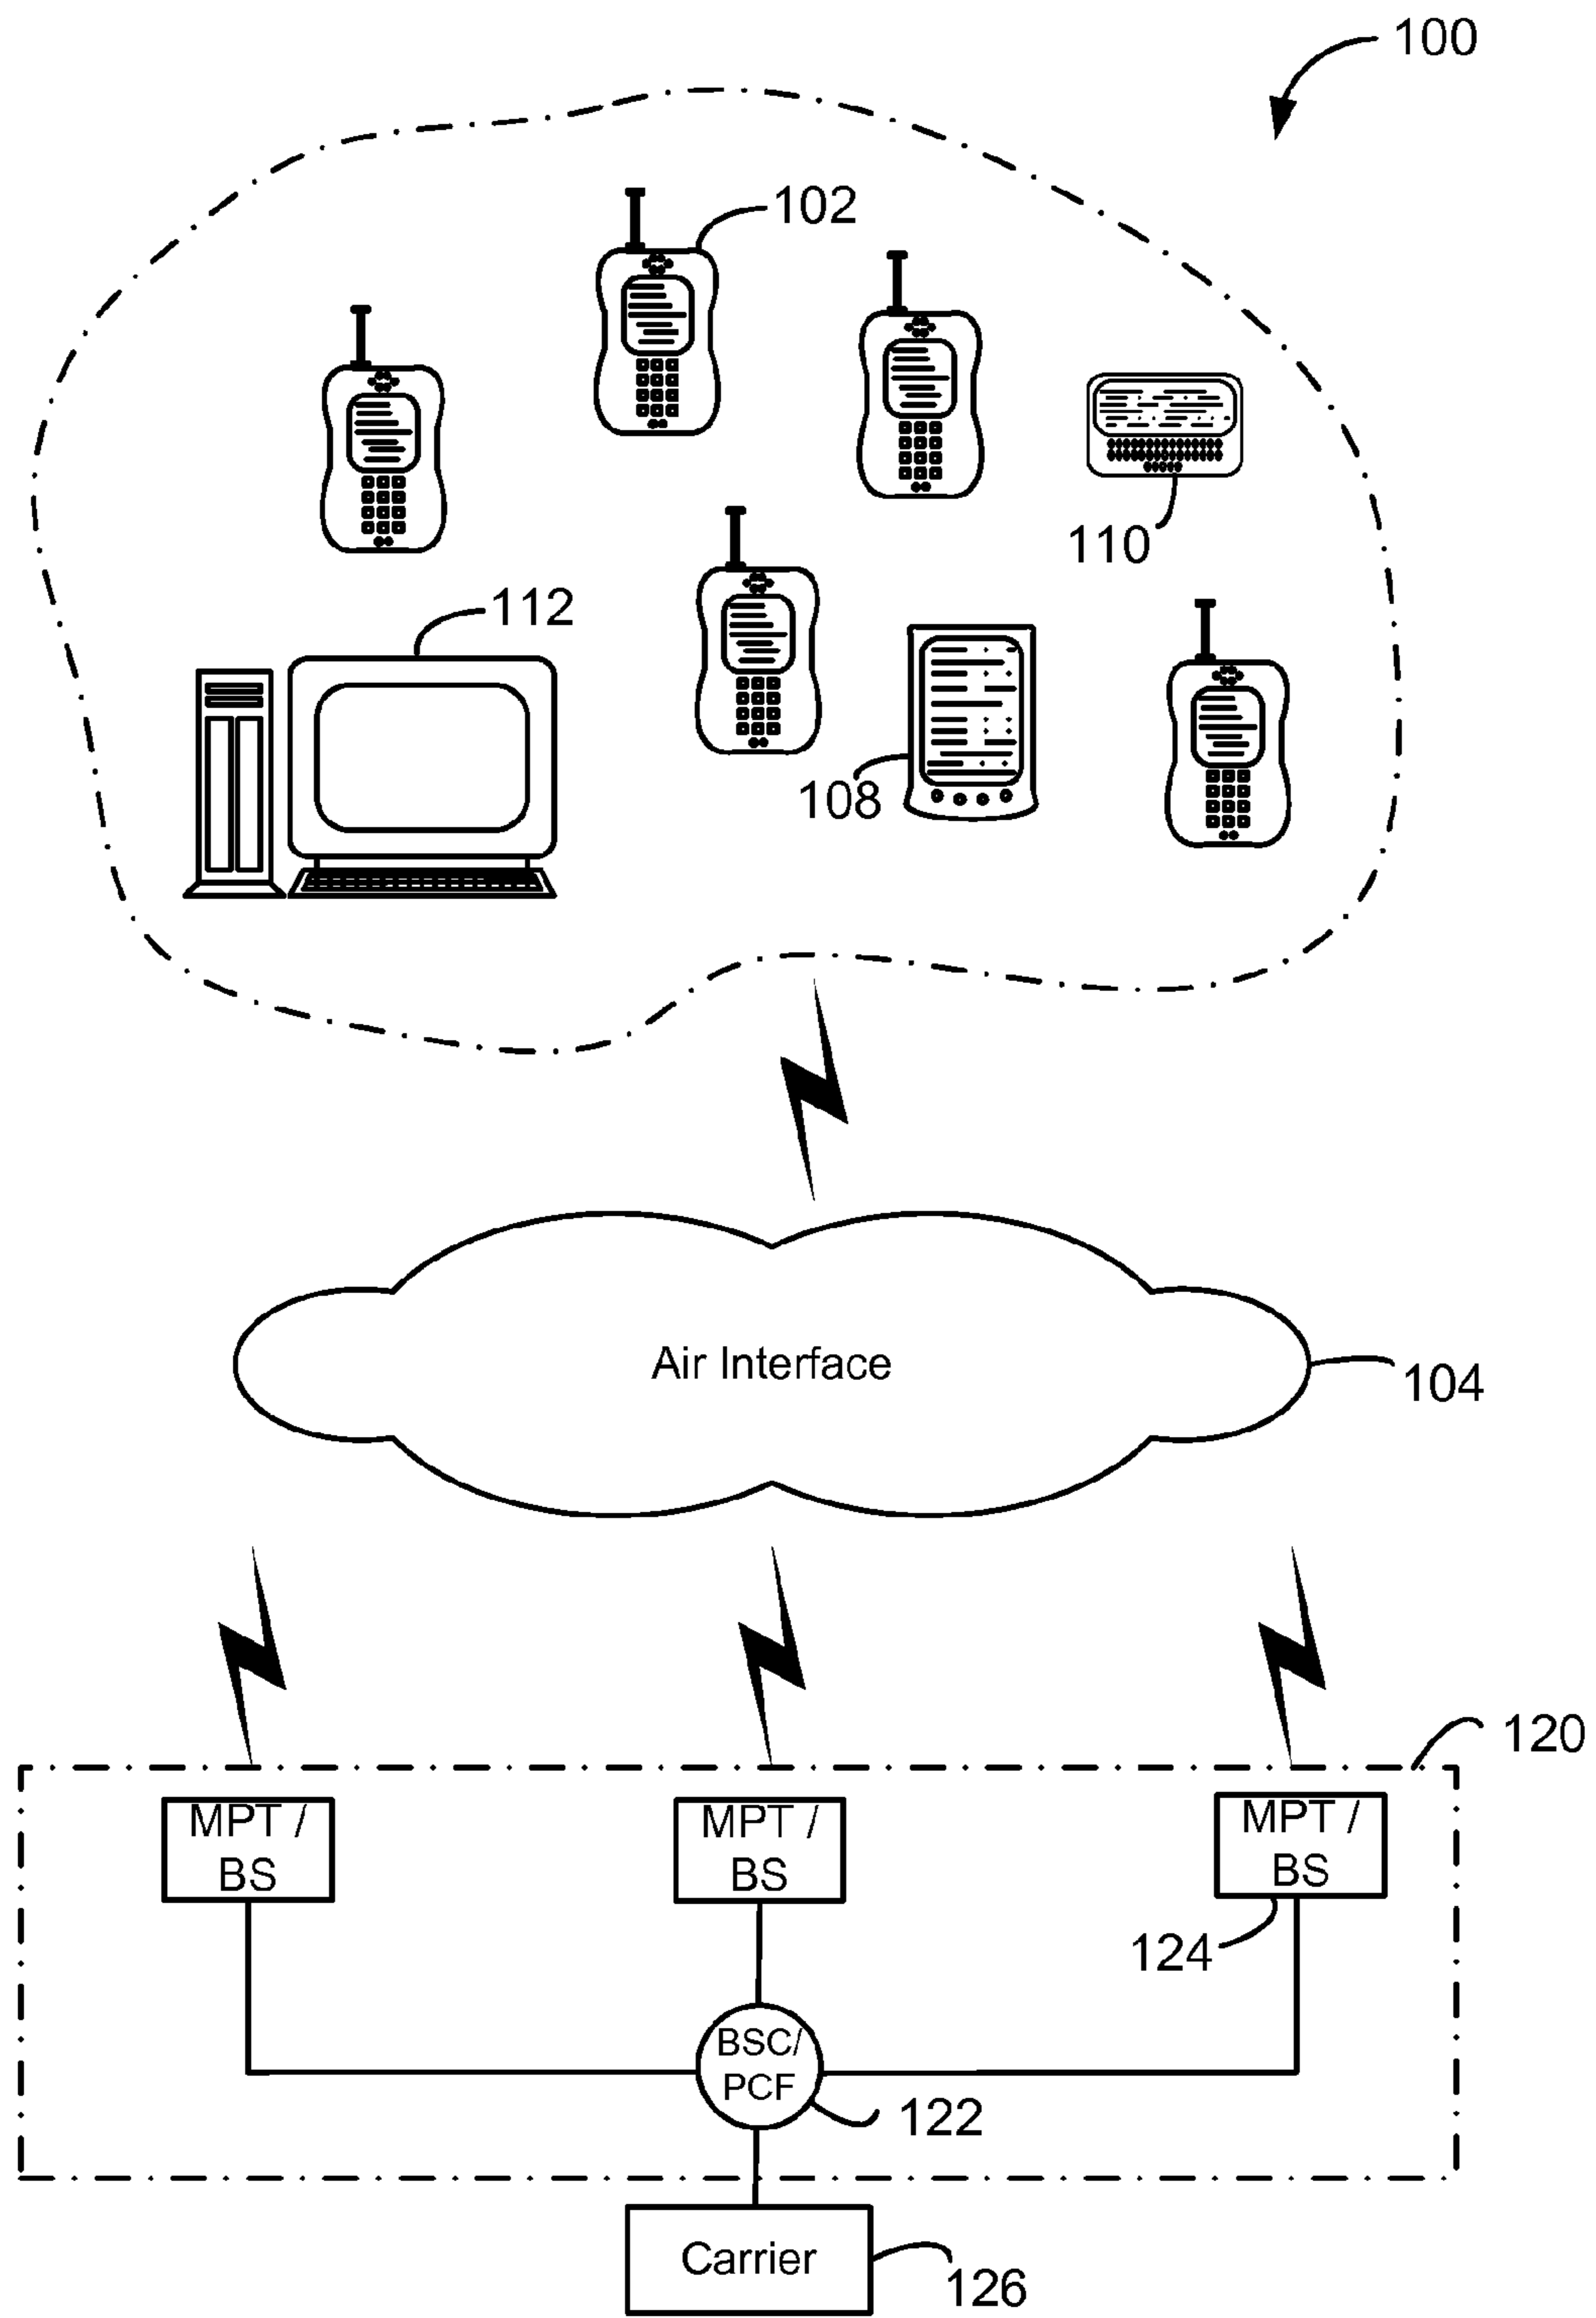 100
102
110
112
108
Air Interface
104
120
MPT /
BS
MPT /
BS
MPT /
BS
124
BSC/
PCF
122
Carrier
126